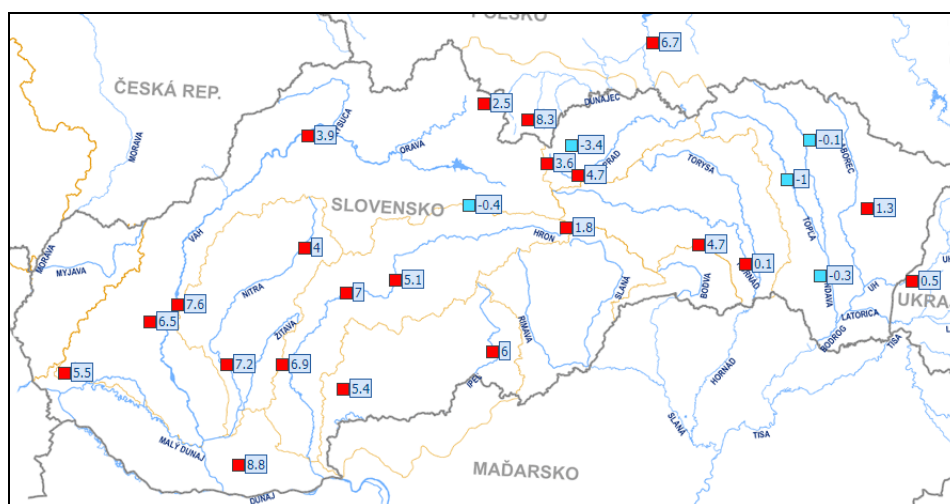 POĽSKO
6.7
ČESKÁ REP.
MORAVA
2.5
DUNAJEC
8.3
3.9
ORAVA
-0.1
-3.4
3.6
4.7
TORYSA
-1
SLOVENSKO
-0.4
1.3
VÁH
TOPĽA
1.8
HRON
4
4.7
MORAVA
MYJAVA
0.1
5.1
SLANÁ
BODVA
-0.3
UH
0.5
NITRA
7
7.6
UKRA
6.5
ŽITAVA
RIMAVA
LATORICA
BODROG
TISA
6
7.2
6.9
5.5
IPEĽ
HORNÁD
5.4
SLANÁ
TISA
MALÝ DUNAJ
8.8
MAĎARSKO
DUNAJ